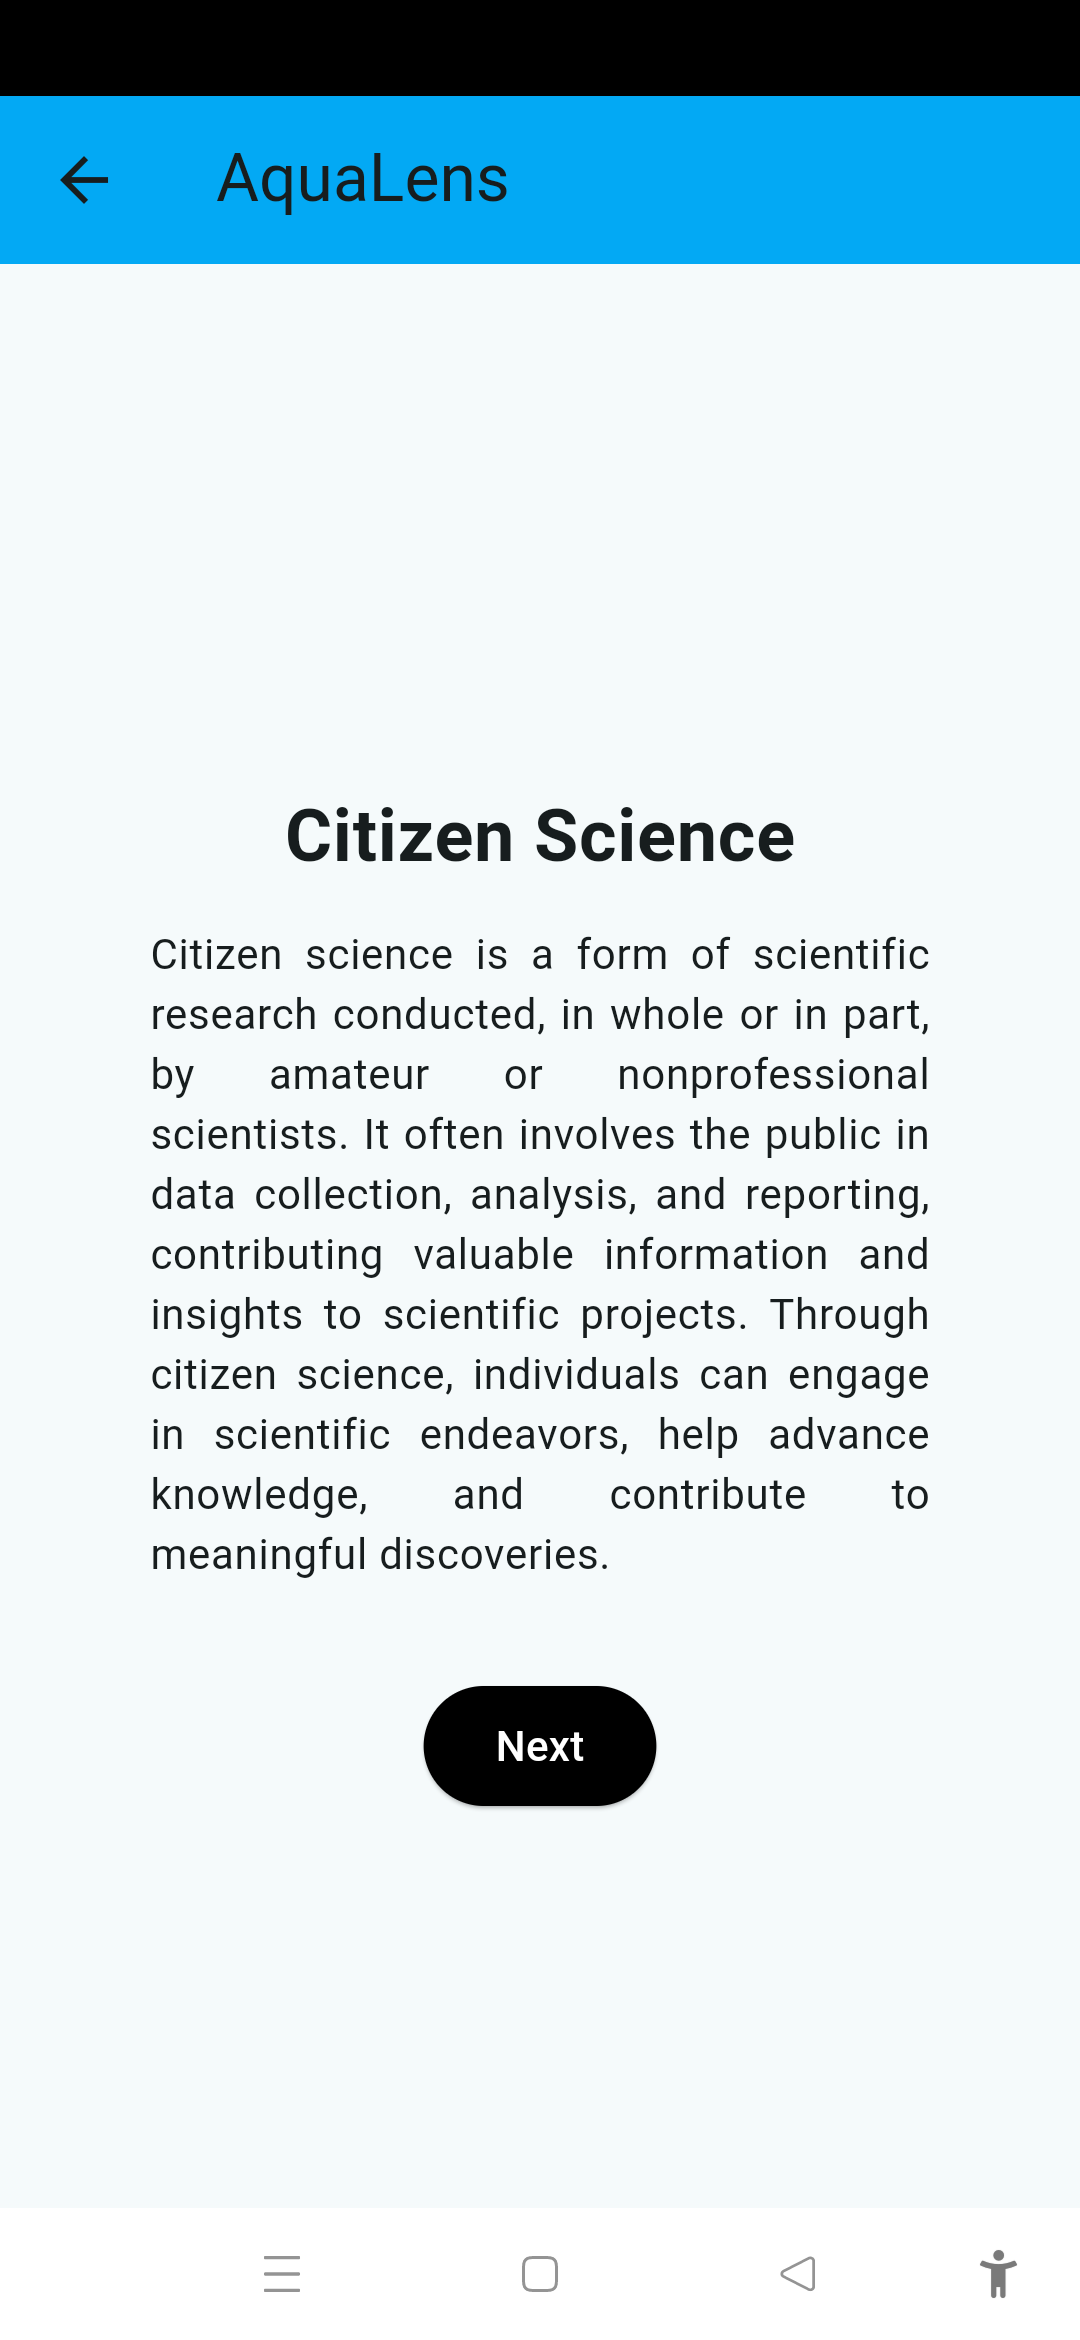 AquaLens
Citizen Science
Citizen science is a form of scientific
research conducted, in whole or in part,
by amateur or nonprofessional
scientists. It often involves the public in
data collection, analysis, and reporting,
contributing valuable information and
insights to scientific projects. Through
citizen science, individuals can engage
in scientific endeavors, help advance
knowledge, and contribute to
meaningful discoveries.
Next